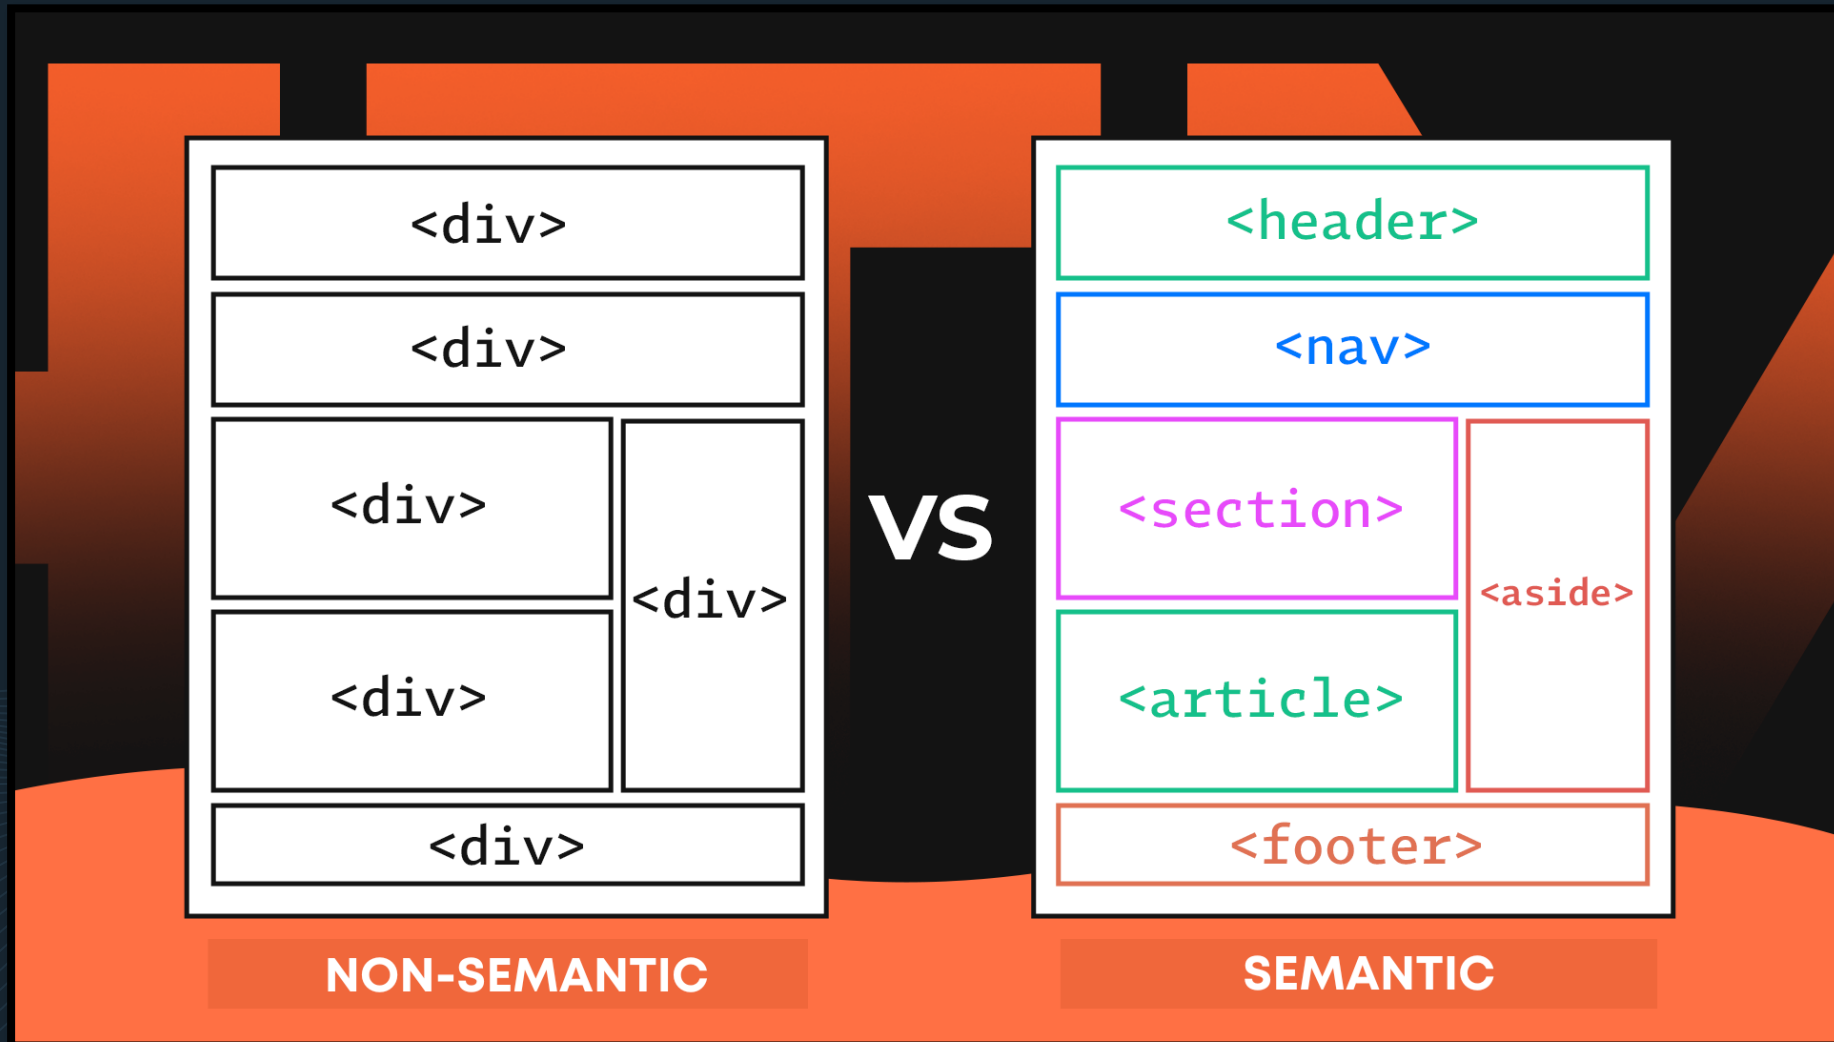 <div>
<div>
<div>
<div>
<div>
<div>
NON-SEMANTIC
VS
<header>
<nav>
<section>
<aside>
<article>
<footer>
SEMANTIC